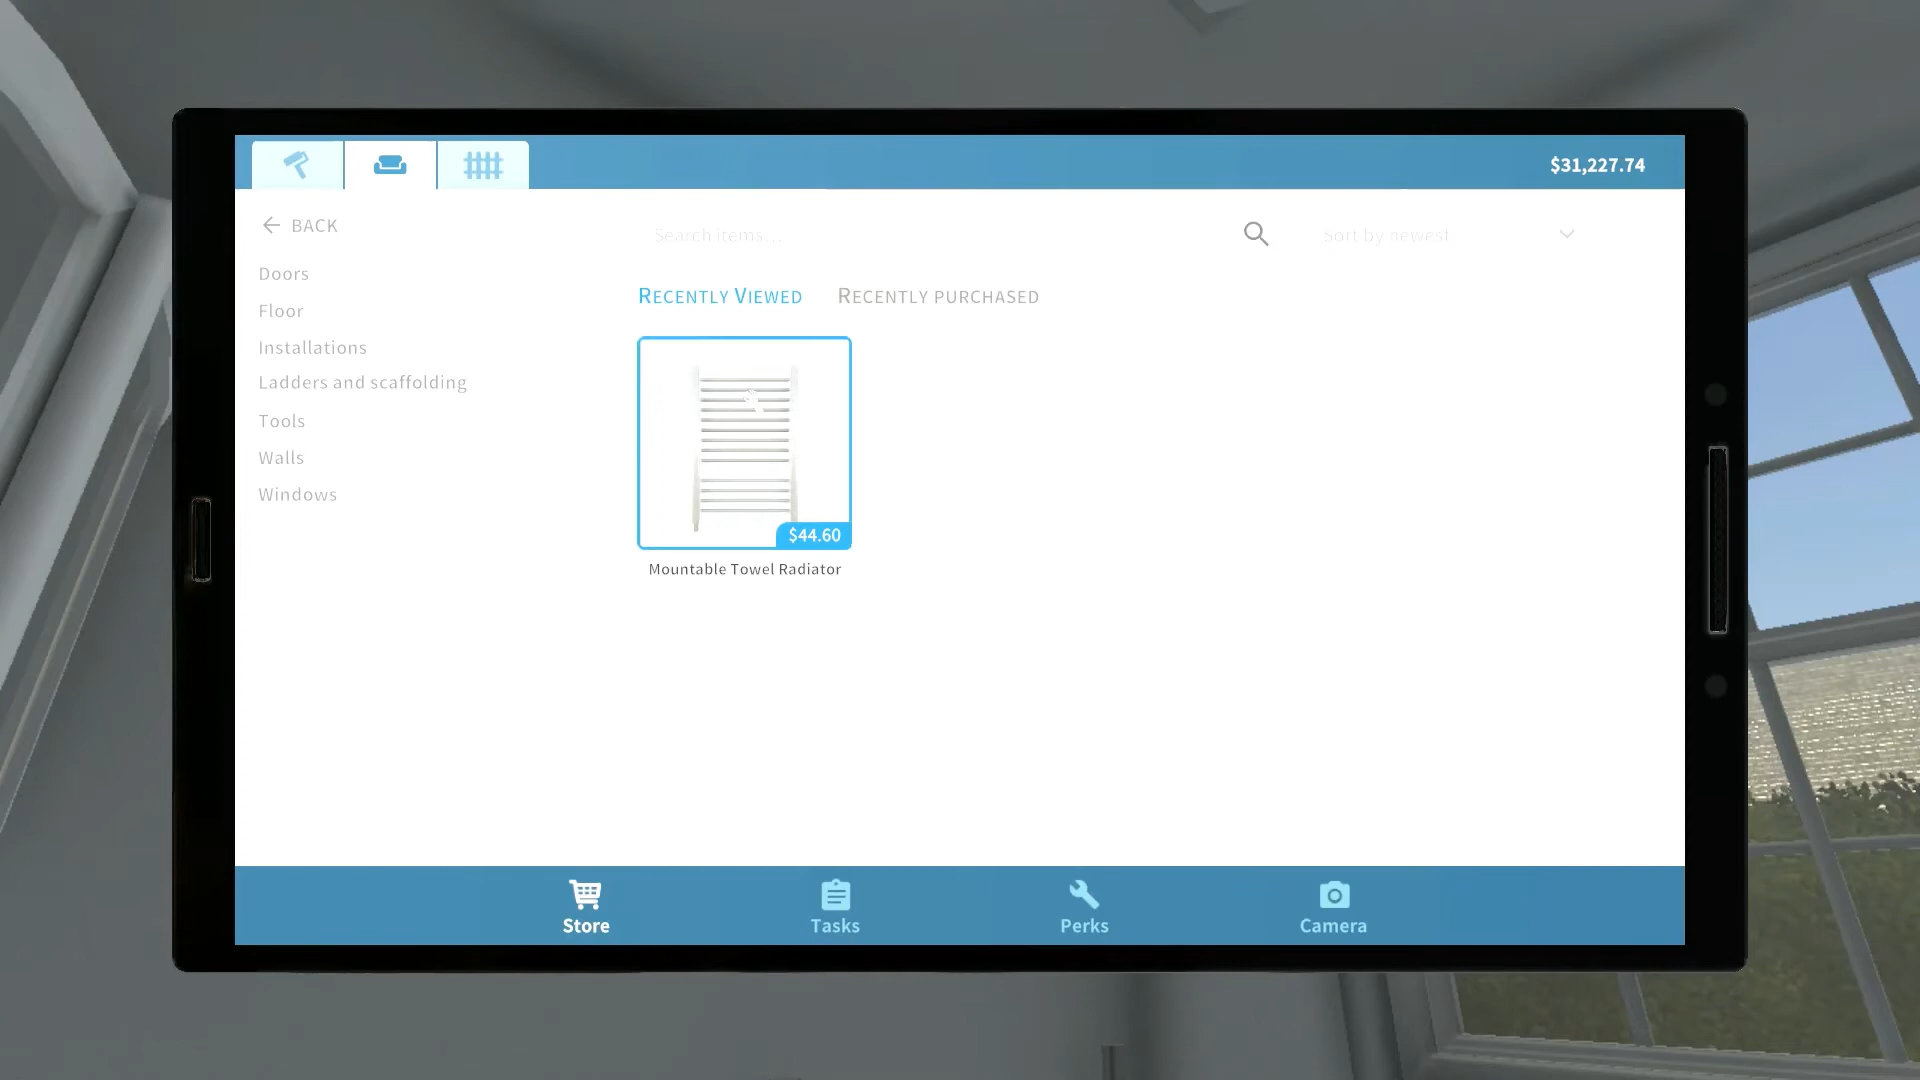 $31,227.74
BACK
Search items...
Sort by newest
Doors
Floor
Installations
Ladders and scaffolding
Tools
Walls
Windows
RECENTLY VIEWED
RECENTLY PURCHASED
$44.60
Mountable Towel Radiator
Store
Tasks
Perks
Camera